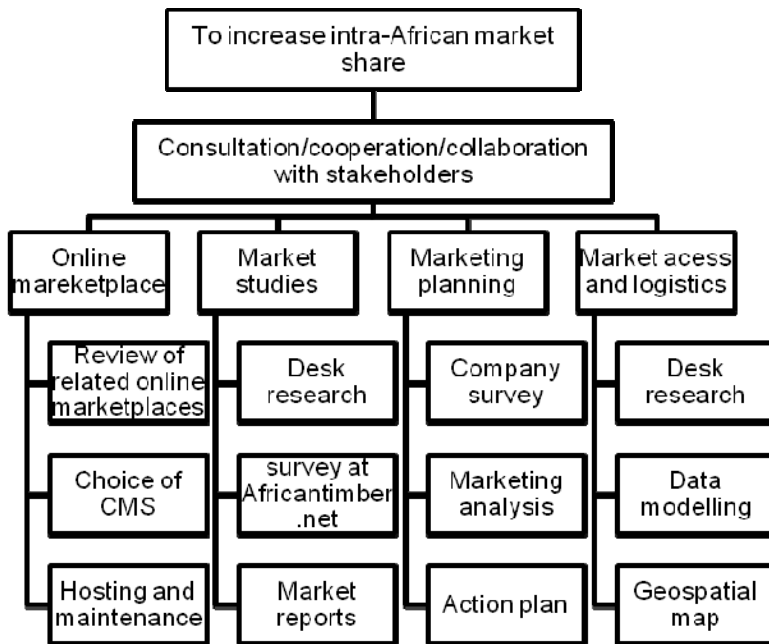 To increase intra-African market
share
Consultation/cooperation/collaboration
with stakeholders
Online
mareketplace
Market
studies
Marketing
planning
Market acess
and logistics
Review of
related online
marketplaces
Desk
research
Company
survey
Desk
research
Choice of
CMS
survey at
Africantimber
.net
Marketing
analysis
Data
modelling
Hosting and
maintenance
Market
reports
Action plan
Geospatial
map